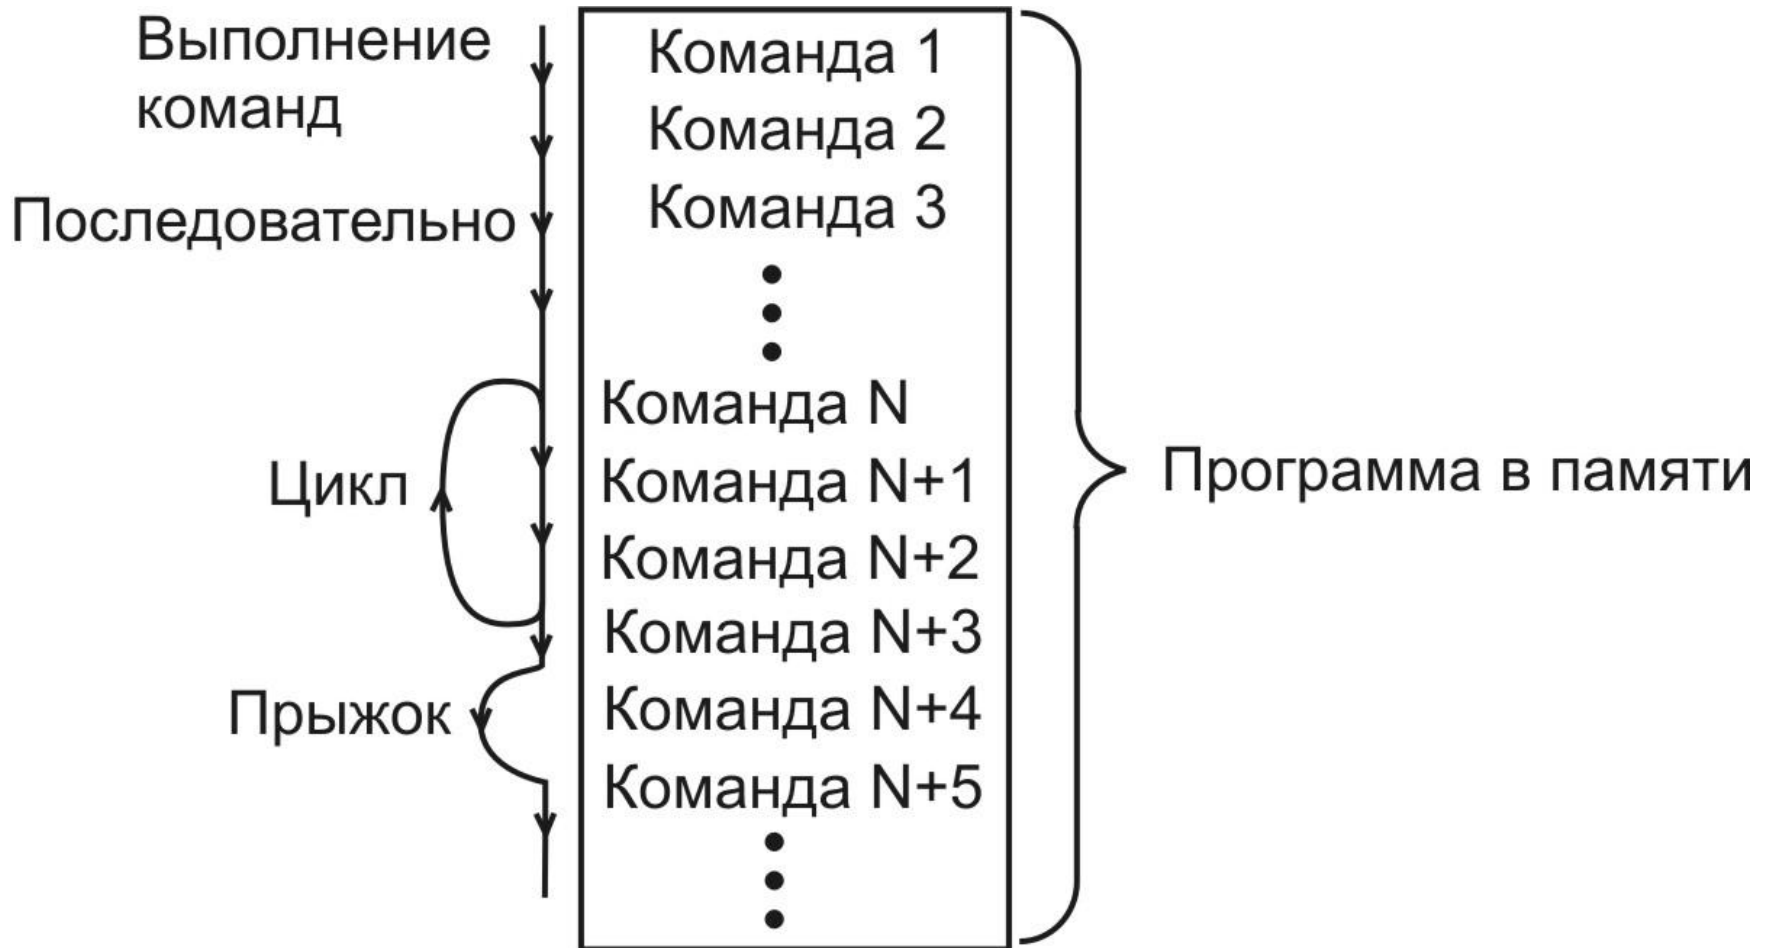 Выполнение
команд
Последовательно
Цикл
Прыжок
Команда 1
Команда 2
Команда 3
Команда N
Команда N+1
Команда N+2
Команда N+3
Команда N+4
Команда N+5
Программа в памяти